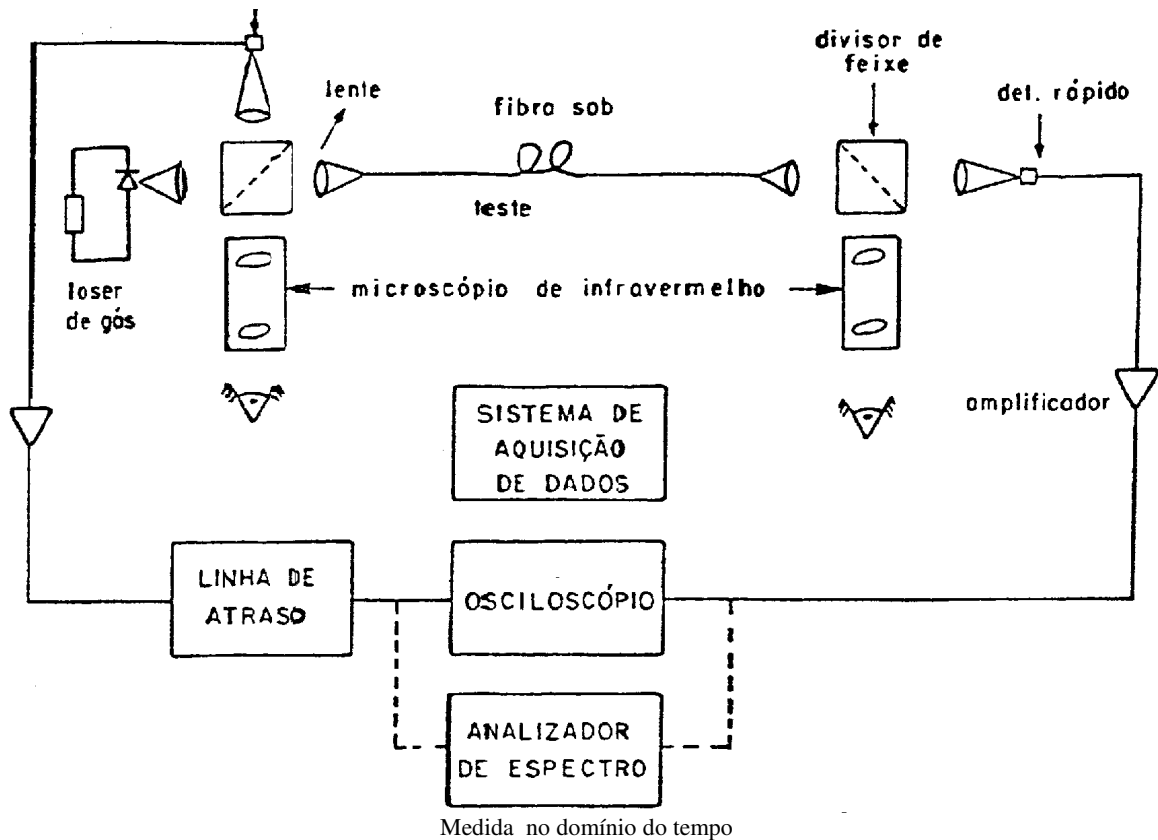 divisor de
feixe
det. rápido
lente
fibra sob
teste
loser
de gás
microscópio de infravermelho
amplificador
SISTEMA DE
AQUISIÇÃO
DE DADOS
LINHA DE
ATRASO
OSCILOSCÓPIO
ANALIZADOR
DE ESPECTRO
Medida no domínio do tempo